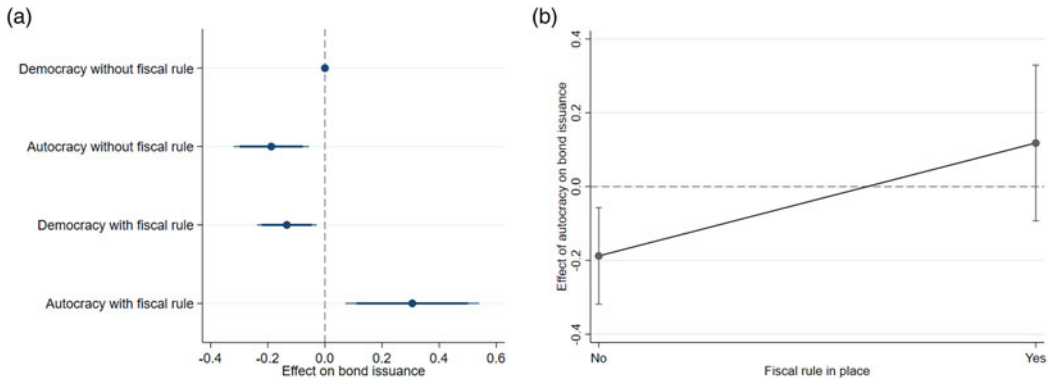 (a)
Democracy without fiscal rule
Autocracy without fiscal rule
Democracy with fiscal rule
Autocracy with fiscal rule
-0.4 -0.2 0.0 0.2 0.4 0.6
Effect on bond issuance
(b)
Effect of autocracy on bond issuance
0.4
0.2
0.0
-0.2
-0.4
No Yes
Fiscal rule in place